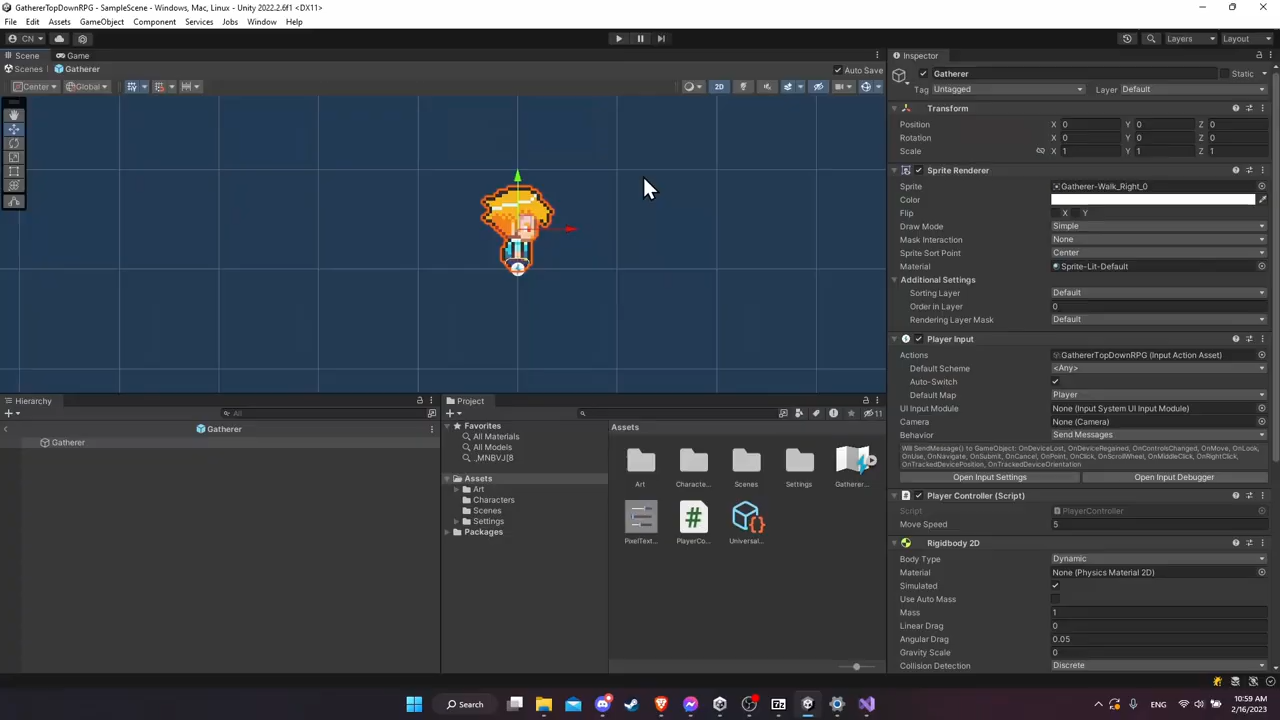 GathererTopDownRPG - SampleScene - Windows, Mac, Linux - Unity 2022.2.6f1 <DX11>
File Edit Assets GameObject Component Services Jobs Window Help
CN
Layers Layout
Scene Game
Scenes Gatherer
Auto Save
Center Global
2D
Hierarchy
All
Gatherer
Gatherer
Project
11
Favorites
All Materials
All Models
.,MNBVJ[8
Assets
Art
Characters
Scenes
Settings
Packages
Assets
Art
Characte...
Scenes
Settings
Gatherer...
PixelText...
PlayerCo...
Universal...
Inspector
Gatherer
Static
Tag Untagged Layer Default
Transform
Position X 0 Y 0 Z 0
Rotation X 0 Y 0 Z 0
Scale X 1 Y 1 Z 1
Sprite Renderer
Sprite Gatherer-Walk_Right_0
Color
Flip X Y
Draw Mode Simple
Mask Interaction None
Sprite Sort Point Center
Material Sprite-Lit-Default
Additional Settings
Sorting Layer Default
Order in Layer 0
Rendering Layer Mask Default
Player Input
Actions GathererTopDownRPG (Input Action Asset)
Default Scheme <Any>
Auto-Switch
Default Map Player
UI Input Module None (Input System UI Input Module)
Camera None (Camera)
Behavior Send Messages
Will SendMessage() to GameObject: OnDeviceLost, OnDeviceRegained, OnControlsChanged, OnMove, OnLook,
OnUse, OnNavigate, OnSubmit, OnCancel, OnPoint, OnClick, OnScrollWheel, OnMiddleClick, OnRightClick,
OnTrackedDevicePosition, OnTrackedDeviceOrientation
Open Input Settings Open Input Debugger
Player Controller (Script)
Script PlayerController
Move Speed 5
Rigidbody 2D
Body Type Dynamic
Material None (Physics Material 2D)
Simulated
Use Auto Mass
Mass 1
Linear Drag 0
Angular Drag 0.05
Gravity Scale 0
Collision Detection Discrete
Search
10:59 AM
2/16/2023